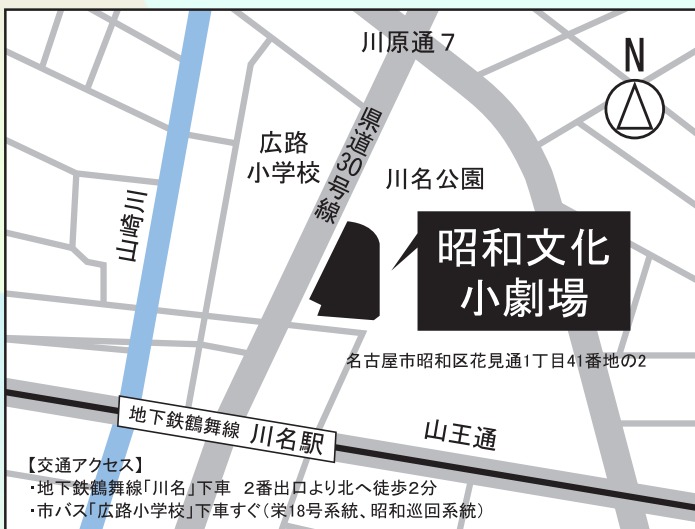 川原通7
N
県道30号線
広路
小学校
川名公園
山崎川
昭和文化
小劇場
名古屋市昭和区花見通1丁目41番地の2
地下鉄鶴舞線 川名駅
山王通
【交通アクセス】
・地下鉄鶴舞線「川名」下車 2番出口より北へ徒歩2分
・市バス「広路小学校」下車すぐ(栄18号系統、昭和巡回系統)